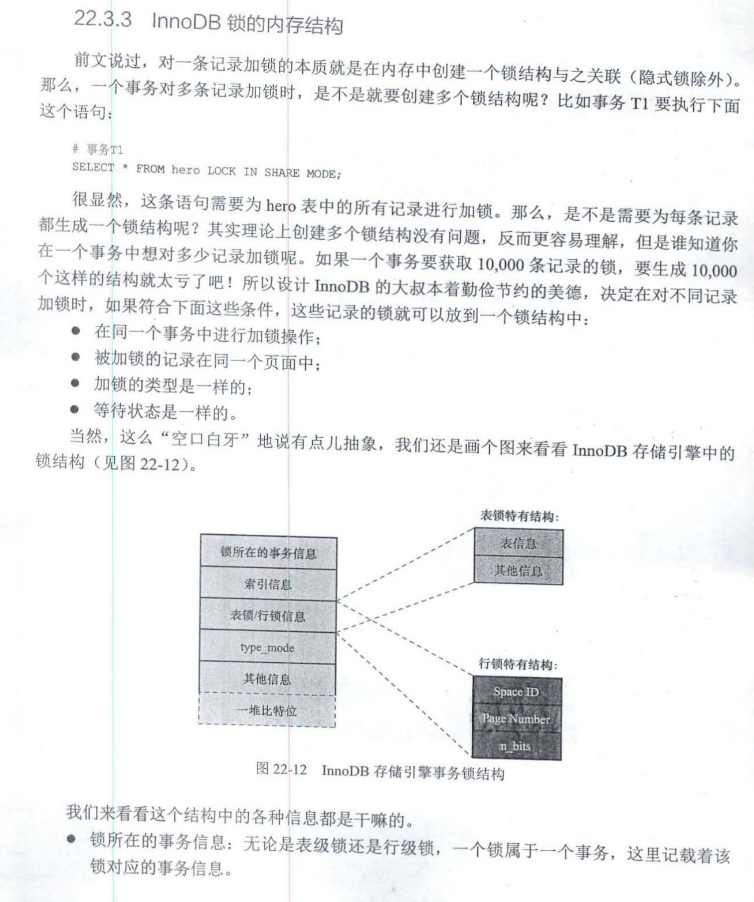 22.3.3 InnoDB 锁的内存结构
前文说过，对一条记录加锁的本质就是在内存中创建一个锁结构与之关联（隐式锁除外）。
那么，一个事务对多条记录加锁时，是不是就要创建多个锁结构呢？比如事务 T1 要执行下面
这个语句：
# 事务T1
SELECT * FROM hero LOCK IN SHARE MODE;
很显然，这条语句需要为 hero 表中的所有记录进行加锁。那么，是不是需要为每条记录
都生成一个锁结构呢？其实理论上创建多个锁结构没有问题，反而更容易理解，但是谁知道你
在一个事务中想对多少记录加锁呢。如果一个事务要获取 10,000 条记录的锁，要生成 10,000
个这样的结构就太亏了吧！所以设计 InnoDB 的大叔本着勤俭节约的美德，决定在对不同记录
加锁时，如果符合下面这些条件，这些记录的锁就可以放到一个锁结构中：
● 在同一个事务中进行加锁操作；
● 被加锁的记录在同一个页面中；
● 加锁的类型是一样的；
● 等待状态是一样的。
当然，这么“空口白牙”地说有点儿抽象，我们还是画个图来看看 InnoDB 存储引擎中的
锁结构（见图 22-12）。
锁所在的事务信息
索引信息
表锁/行锁信息
type_mode
其他信息
一堆比特位
表锁特有结构：
表信息
其他信息
行锁特有结构：
Space ID
Page Number
n_bits
图 22-12 InnoDB 存储引擎事务锁结构
我们来看看这个结构中的各种信息都是干嘛的。
● 锁所在的事务信息：无论是表级锁还是行级锁，一个锁属于一个事务，这里记载着该
锁对应的事务信息。